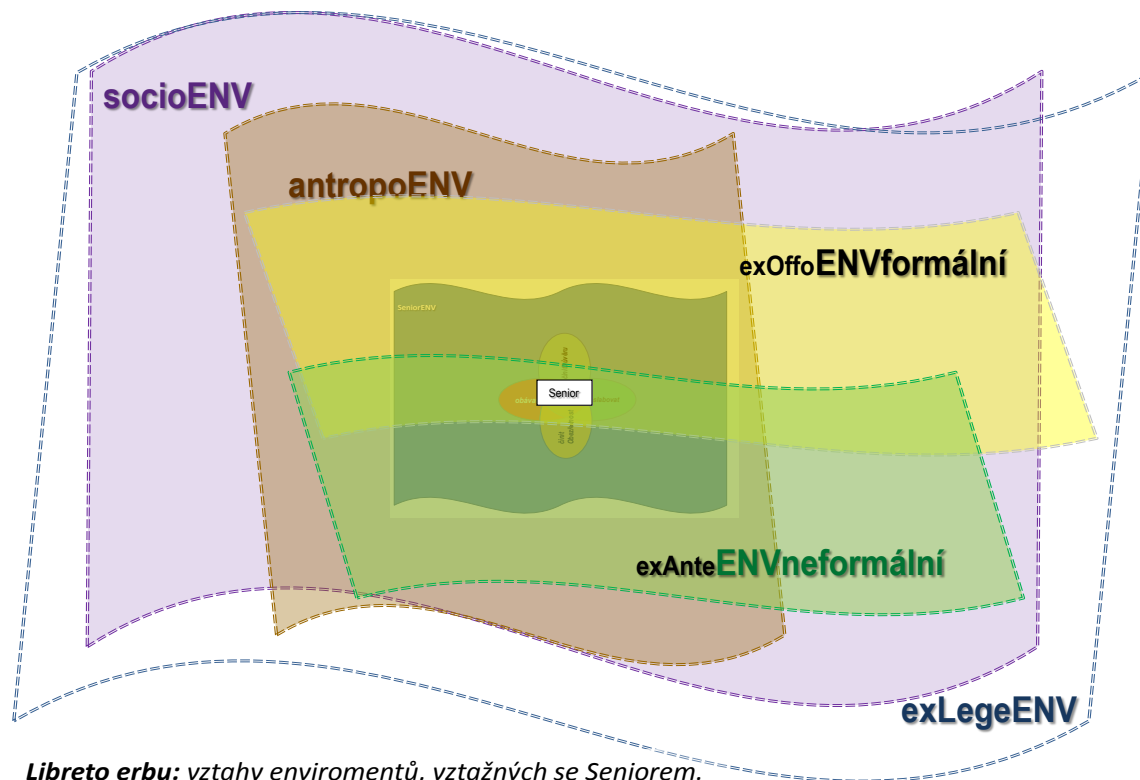 socioENV
antropoENV
exOffoENVformální
SeniorENV
Senior
exAnteENVneformální
exLegeENV
Libreto erbu: vztahy enviromentů, vztažných se Seniorem.